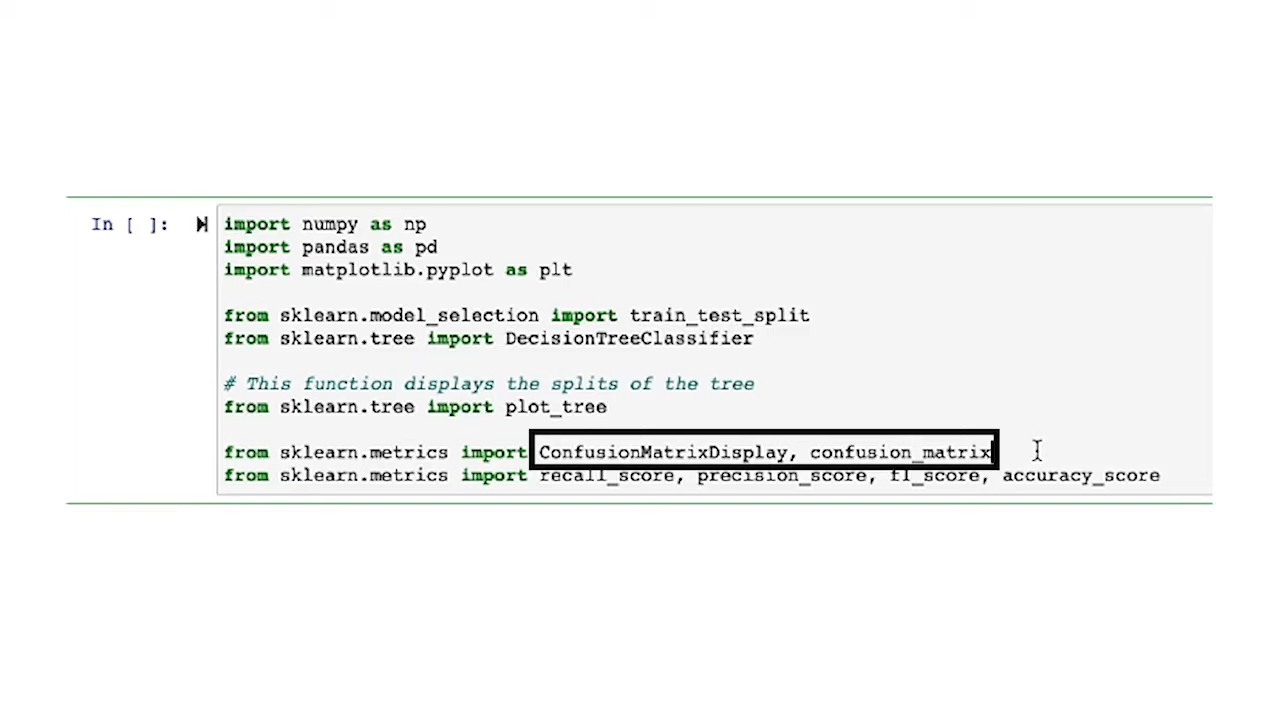 In [ ]:
import numpy as np
import pandas as pd
import matplotlib.pyplot as plt
from sklearn.model_selection import train_test_split
from sklearn.tree import DecisionTreeClassifier
# This function displays the splits of the tree
from sklearn.tree import plot_tree
from sklearn.metrics import ConfusionMatrixDisplay, confusion_matrix
from sklearn.metrics import recall_score, precision_score, f1_score, accuracy_score